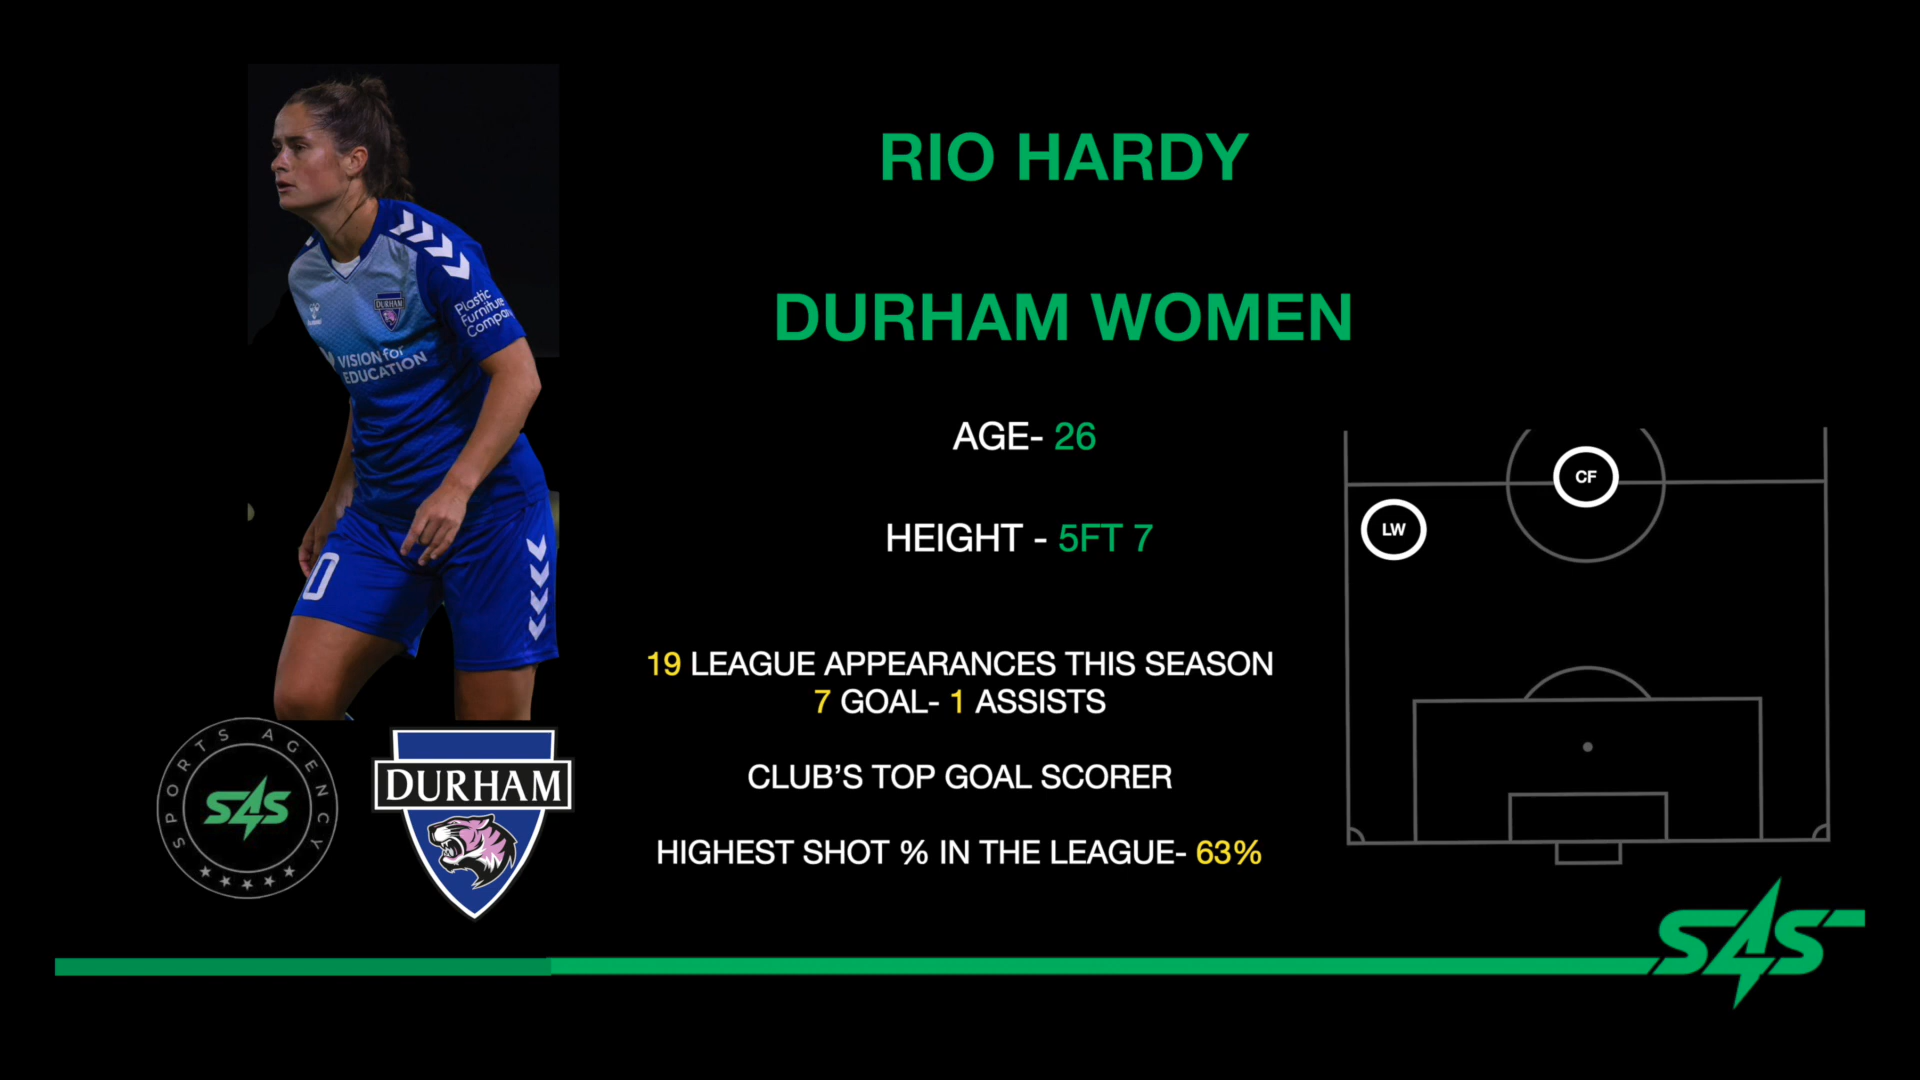 RIO HARDY
DURHAM WOMEN
AGE- 26
HEIGHT - 5FT 7
19 LEAGUE APPEARANCES THIS SEASON
7 GOAL- 1 ASSISTS
CLUB'S TOP GOAL SCORER
HIGHEST SHOT % IN THE LEAGUE- 63%
CF
LW
DURHAM
Plastic
Furniture
VISION for
EDUCATION
0
SPORTS AGENCY
S4S
DURHAM
S4S